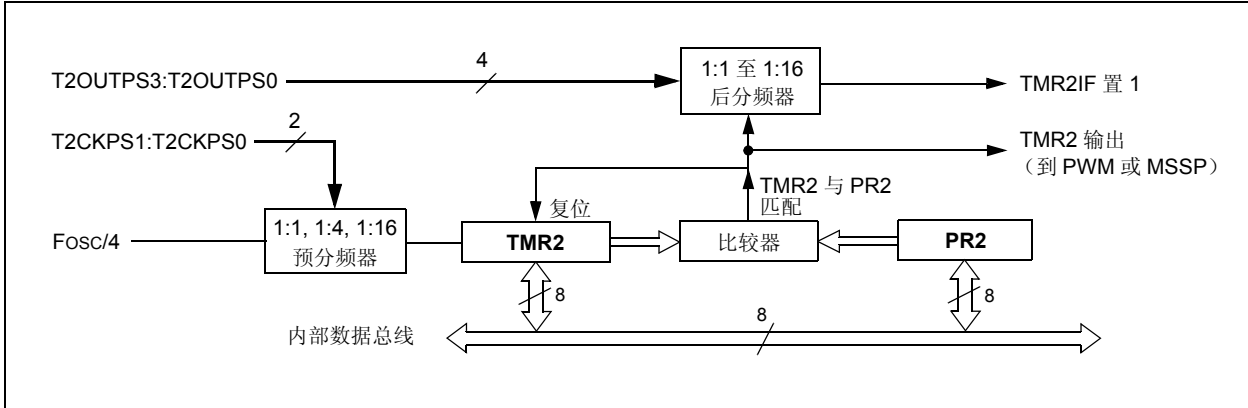 T2OUTPS3:T2OUTPS0
4
1:1 至 1:16
后分频器
TMR2IF 置 1
T2CKPS1:T2CKPS0
2
TMR2 输出
（到 PWM 或 MSSP）
TMR2 与 PR2
匹配
复位
FOSC/4
1:1, 1:4, 1:16
预分频器
TMR2
比较器
PR2
8
8
内部数据总线
8